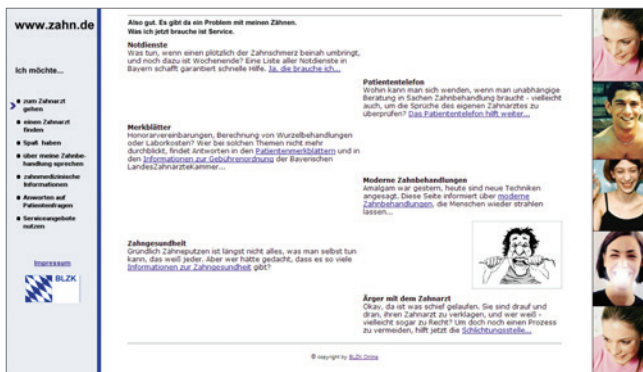 www.zahn.de
Ich möchte...
zum Zahnarzt
gehen
einen Zahnarzt
finden
Spaß haben
über meine Zahnbe-
handlung sprechen
zahnmedizinische
Informationen
Anworten auf
Patientenfragen
Serviceangebote
nutzen
Impressum
BLZK
Also gut. Es gibt da ein Problem mit meinen Zähnen.
Was ich jetzt brauche ist Service.
Notdienste
Was tun, wenn einen plötzlich der Zahnschmerz beinah umbringt,
und noch dazu ist Wochenende? Eine Liste aller Notdienste in
Bayern schafft garantiert schnelle Hilfe. Ja, die brauche ich...
Patiententelefon
Wohin kann man sich wenden, wenn man unabhängige
Beratung in Sachen Zahnbehandlung braucht - vielleicht
auch, um die Sprüche des eigenen Zahnarztes zu
überprüfen? Das Patiententelefon hilft weiter...
Merkblätter
Honorarvereinbarungen, Berechnung von Wurzelbehandlungen
oder Laborkosten? Wer bei solchen Themen nicht mehr
durchblickt, findet Antworten in den Patientenmerkblättern und in
den Informationen zur Gebührenordnung der Bayerischen
LandesZahnärztekammer...
Moderne Zahnbehandlungen
Amalgam war gestern, heute sind neue Techniken
angesagt. Diese Seite informiert über moderne
Zahnbehandlungen, die Menschen wieder strahlen
lassen...
Zahngesundheit
Gründlich Zähneputzen ist längst nicht alles, was man selbst tun
kann, das weiß jeder. Aber wer hätte gedacht, dass es so viele
Informationen zur Zahngesundheit gibt?
Ärger mit dem Zahnarzt
Okay, da ist was schief gelaufen. Sie sind drauf und
dran, ihren Zahnarzt zu verklagen, und wer weiß -
vielleicht sogar zu Recht? Um doch noch einen Prozess
zu vermeiden, hilft jetzt die Schlichtungsstelle...
© copyright by BLZK Online